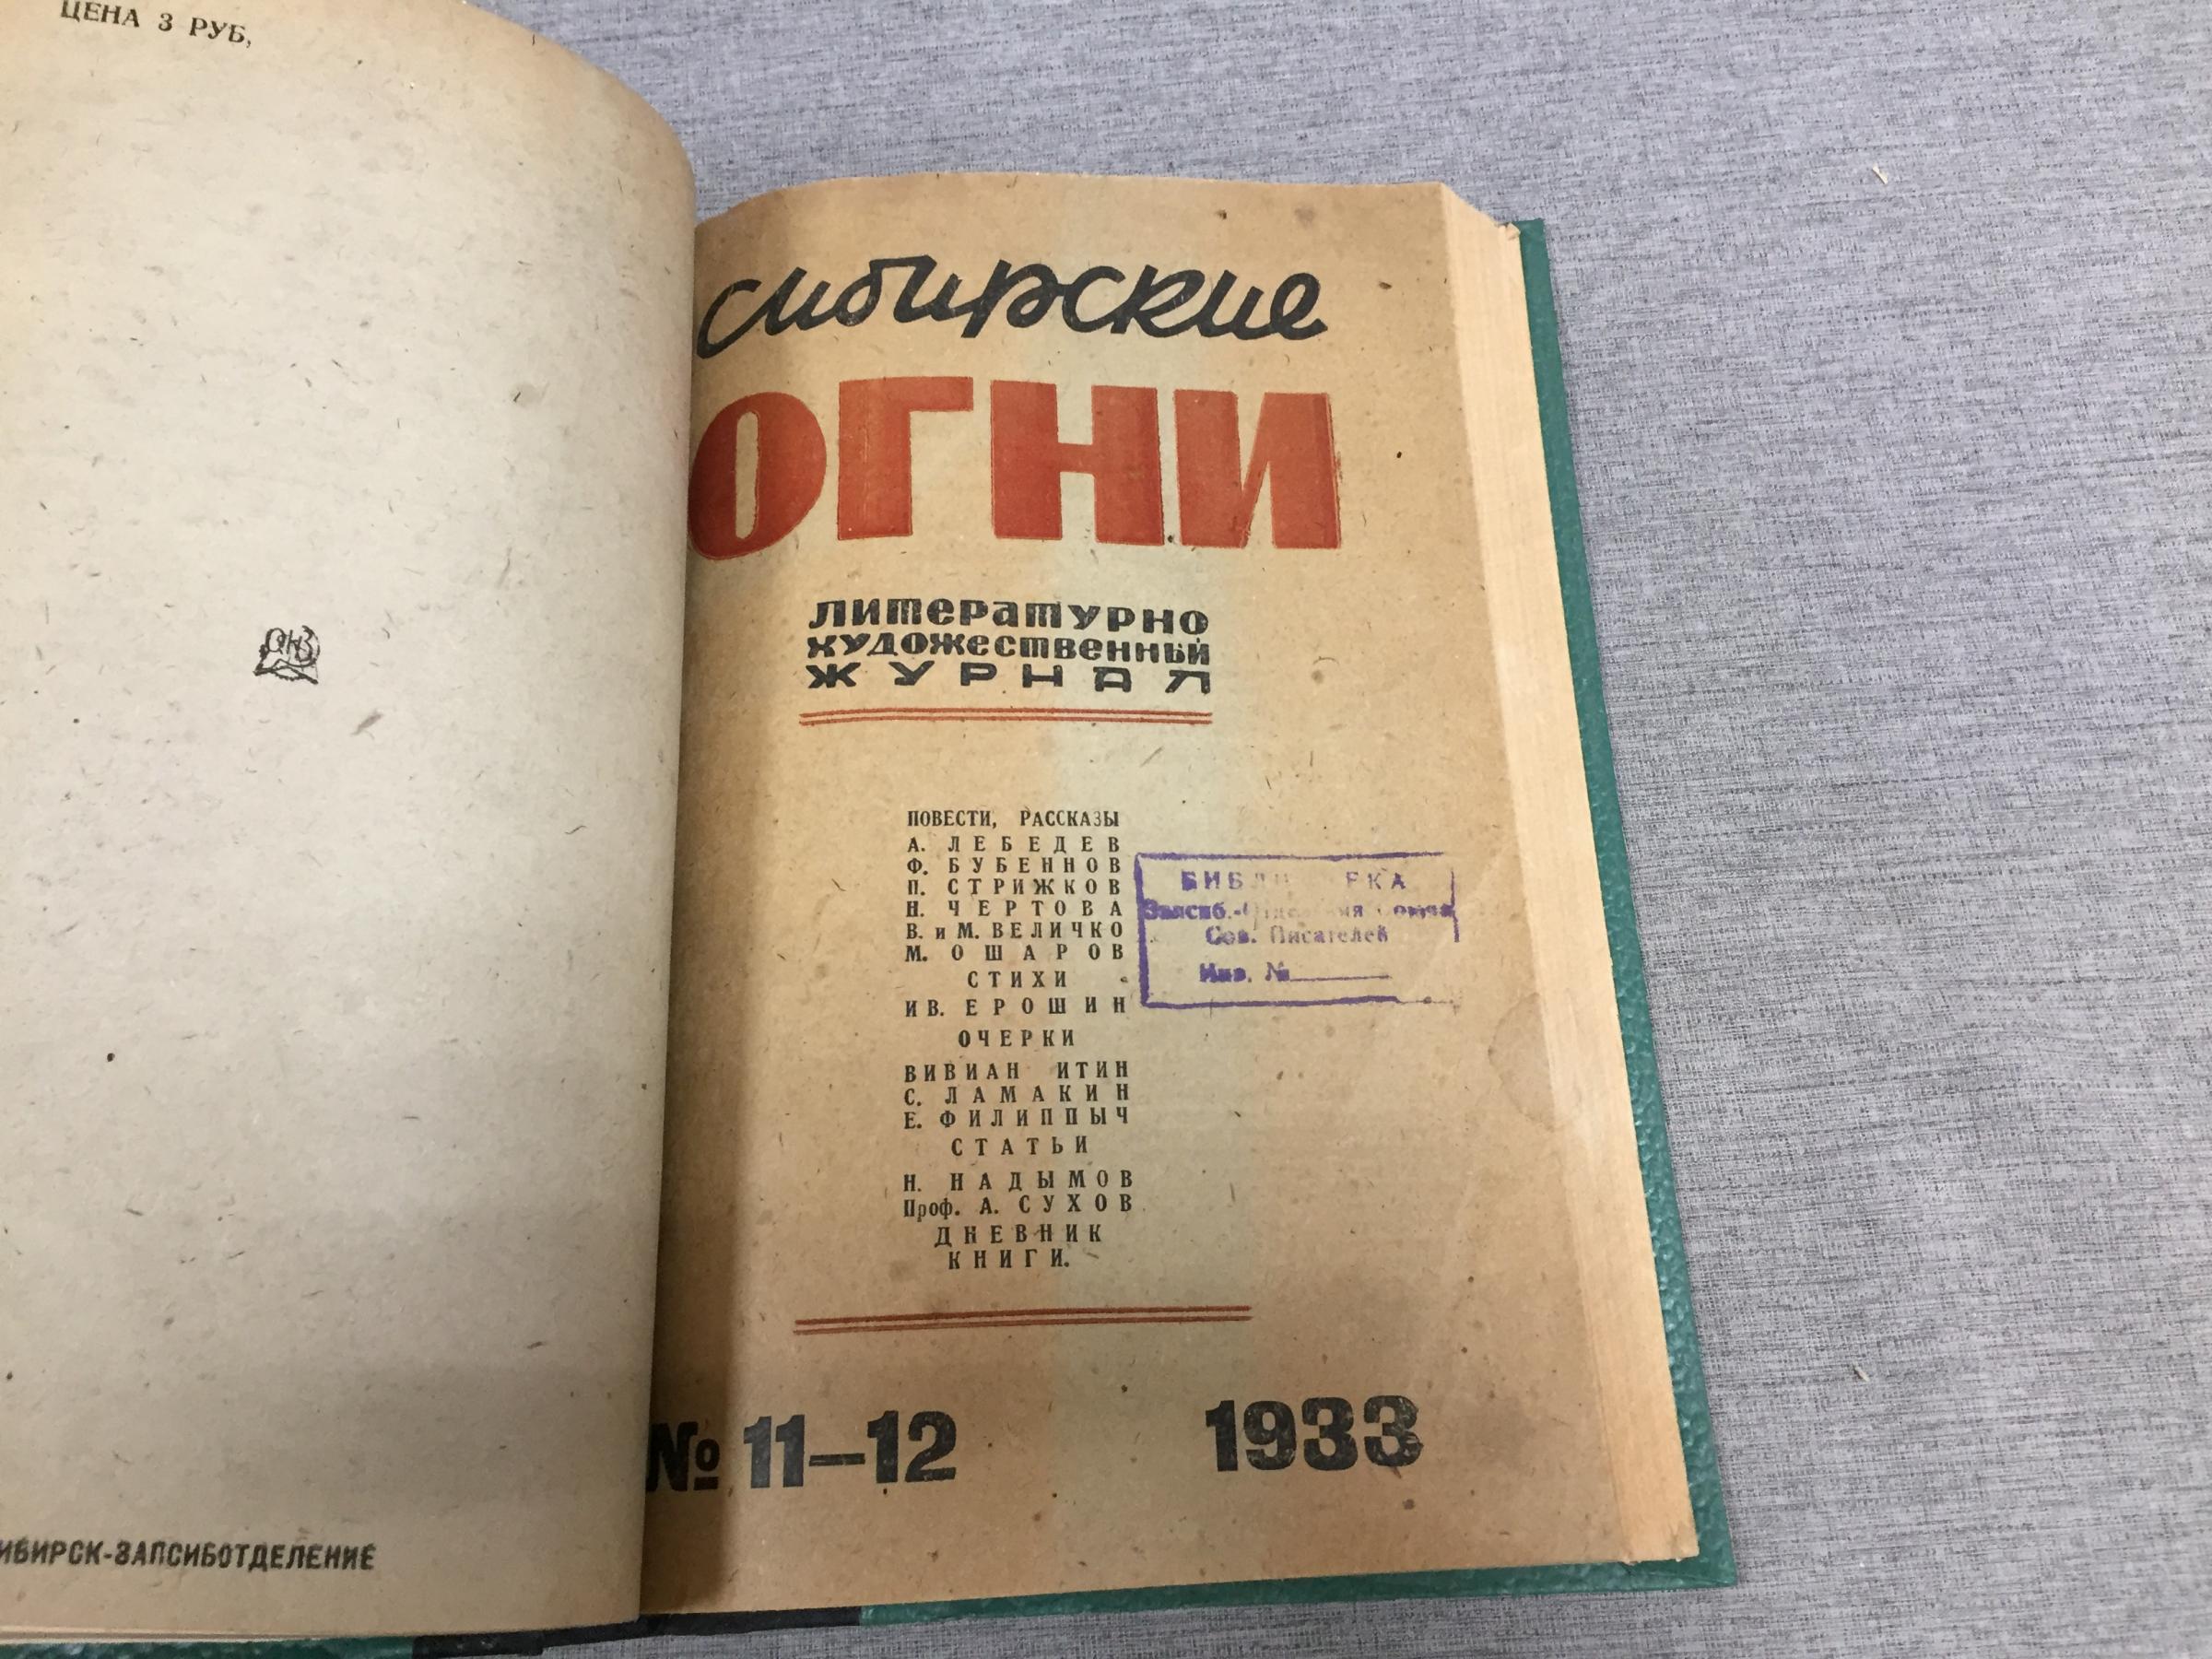 ЦЕНА 3 РУБ,
ИБИРСК-ЗАПСИБОТДЕЛЕНИЕ
сибирские
ОГНИ
литературно
художественный
ЖУРНАЛ
ПОВЕСТИ, РАССКАЗЫ
А. ЛЕБЕДЕВ
Ф. БУБЕННОВ
П. СТРИЖКОВ
Н. ЧЕРТОВА
В. и М. ВЕЛИЧКО
М. ОШАРОВ
СТИХИ
ИВ. ЕРОШИН
ОЧЕРКИ
ВИВИАН ИТИН
С. ЛАМАКИН
Е. ФИЛИППЫЧ
СТАТЬИ
Н. НАДЫМОВ
Проф. А. СУХОВ
ДНЕВНИК
КНИГИ.
Сов. Писателей
Инв. №
№ 11—12 1933